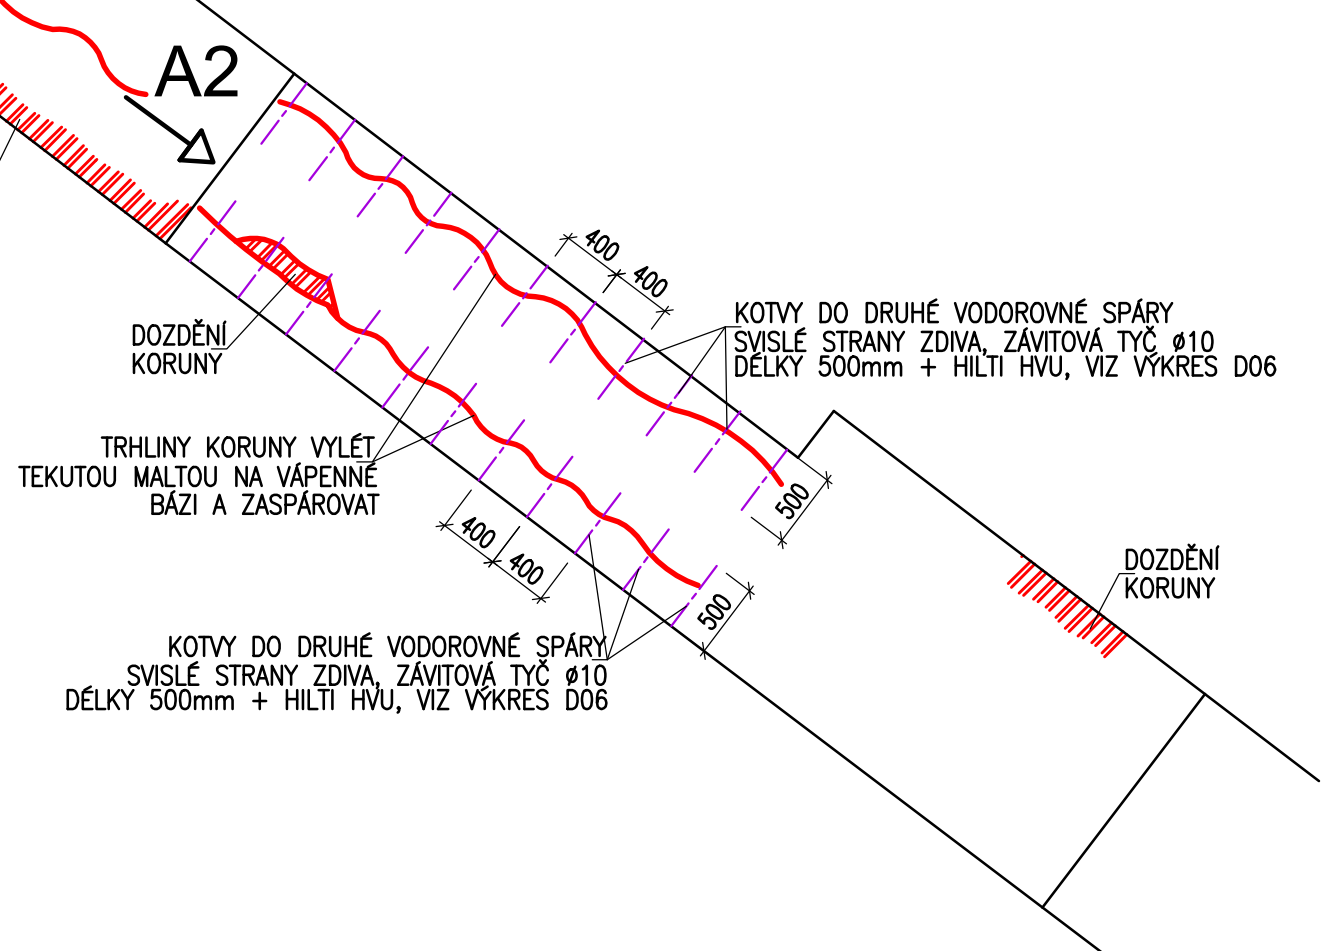 A2
400
400
KOTVY DO DRUHÉ VODOROVNÉ SPÁRY
SVISLÉ STRANY ZDIVA, ZÁVITOVÁ TYČ ø10
DÉLKY 500mm + HILTI HVU, VIZ VÝKRES D06
DOZDĚNÍ
KORUNY
TRHLINY KORUNY VYLÉT
TEKUTOU MALTOU NA VÁPENNÉ
BÁZI A ZASPÁROVAT
500
400
400
DOZDĚNÍ
KORUNY
500
KOTVY DO DRUHÉ VODOROVNÉ SPÁRY
SVISLÉ STRANY ZDIVA, ZÁVITOVÁ TYČ ø10
DÉLKY 500mm + HILTI HVU, VIZ VÝKRES D06